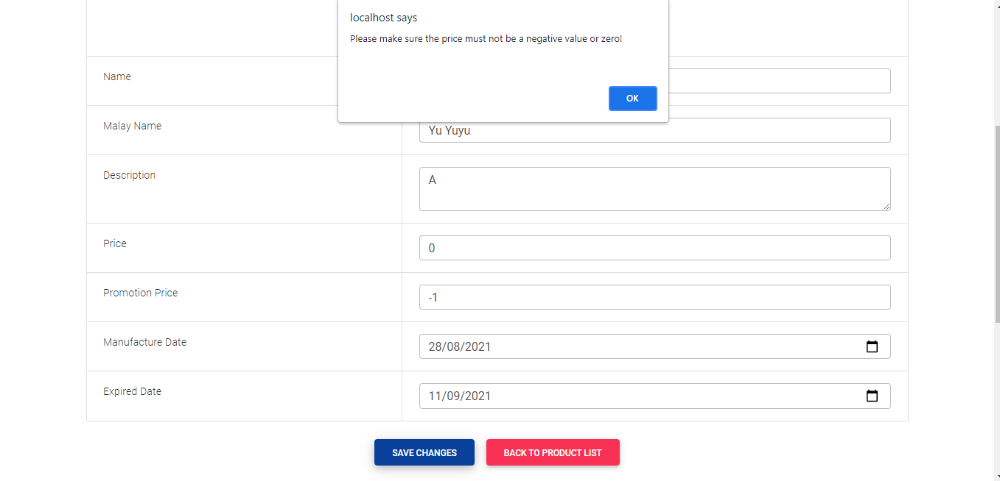 localhost says
Please make sure the price must not be a negative value or zero!
OK
Name
Malay Name
Yu Yuyu
Description
A
Price
0
Promotion Price
-1
Manufacture Date
28/08/2021
Expired Date
11/09/2021
SAVE CHANGES
BACK TO PRODUCT LIST